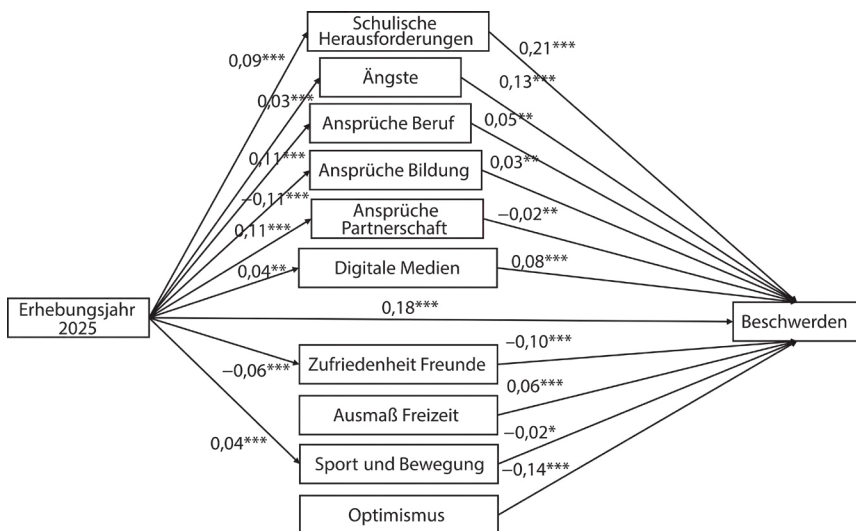 Schulische
Herausforderungen
0,09***
0,21***
Ängste
0,03***
0,13***
Ansprüche Beruf
0,11***
0,05**
Ansprüche Bildung
−0,11***
0,03**
Ansprüche
Partnerschaft
0,11***
−0,02**
Digitale Medien
0,04**
0,08***
Erhebungsjahr
2025
0,18***
Beschwerden
Zufriedenheit Freunde
−0,06***
−0,10***
Ausmaß Freizeit
0,06***
Sport und Bewegung
0,04***
−0,02*
Optimismus
−0,14***